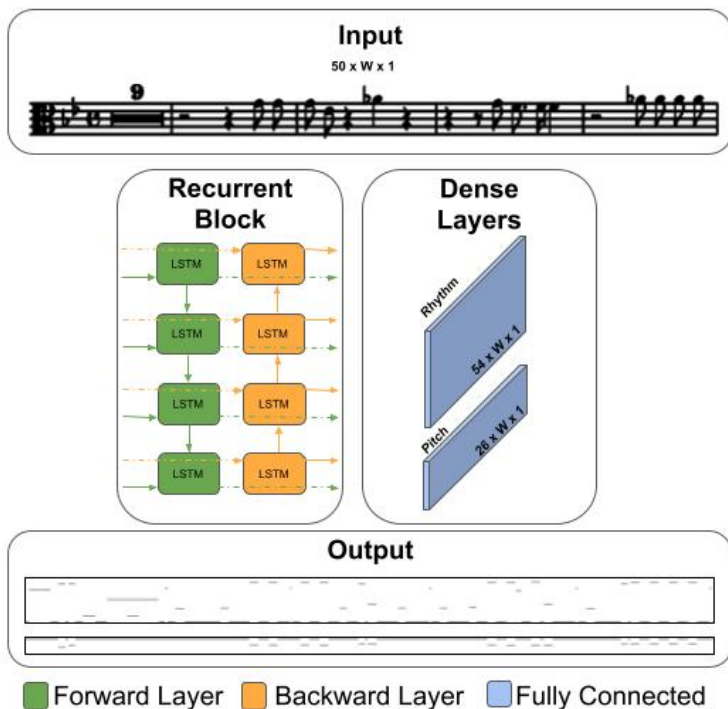 Input
50 x W x 1
9
Recurrent
Block
LSTM LSTM
LSTM LSTM
LSTM LSTM
LSTM LSTM
Dense
Layers
Rhythm
54 x W x 1
Pitch
26 x W x 1
Output
Forward Layer Backward Layer Fully Connected